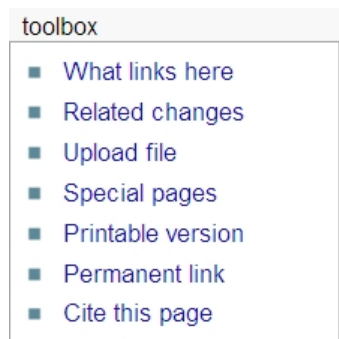 toolbox
What links here
Related changes
Upload file
Special pages
Printable version
Permanent link
Cite this page